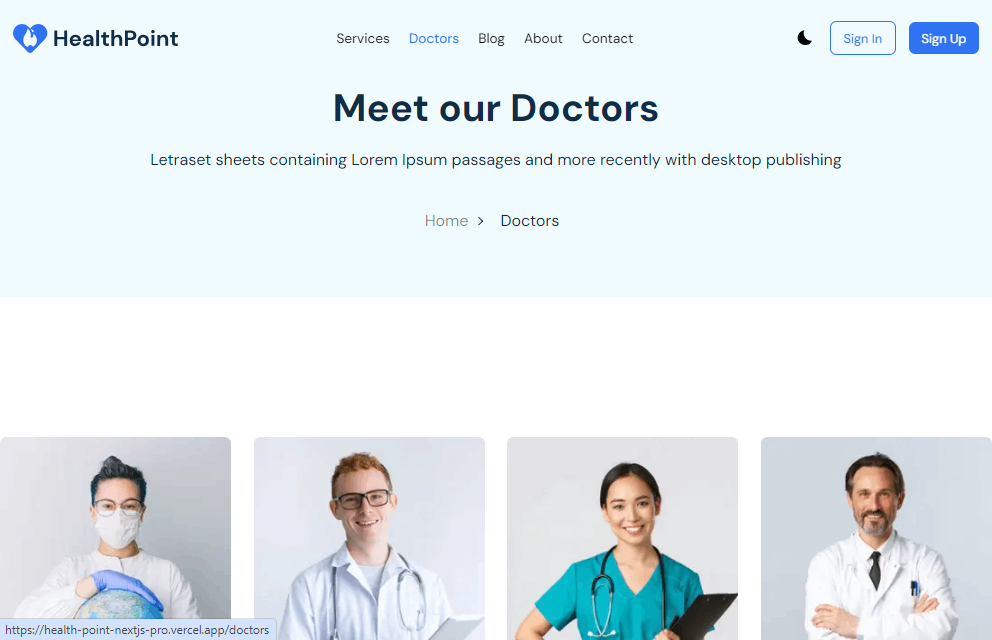 HealthPoint
Services Doctors Blog About Contact
Sign In
Sign Up
Meet our Doctors
Letraset sheets containing Lorem Ipsum passages and more recently with desktop publishing
Home > Doctors
https://health-point-nextjs-pro.vercel.app/doctors